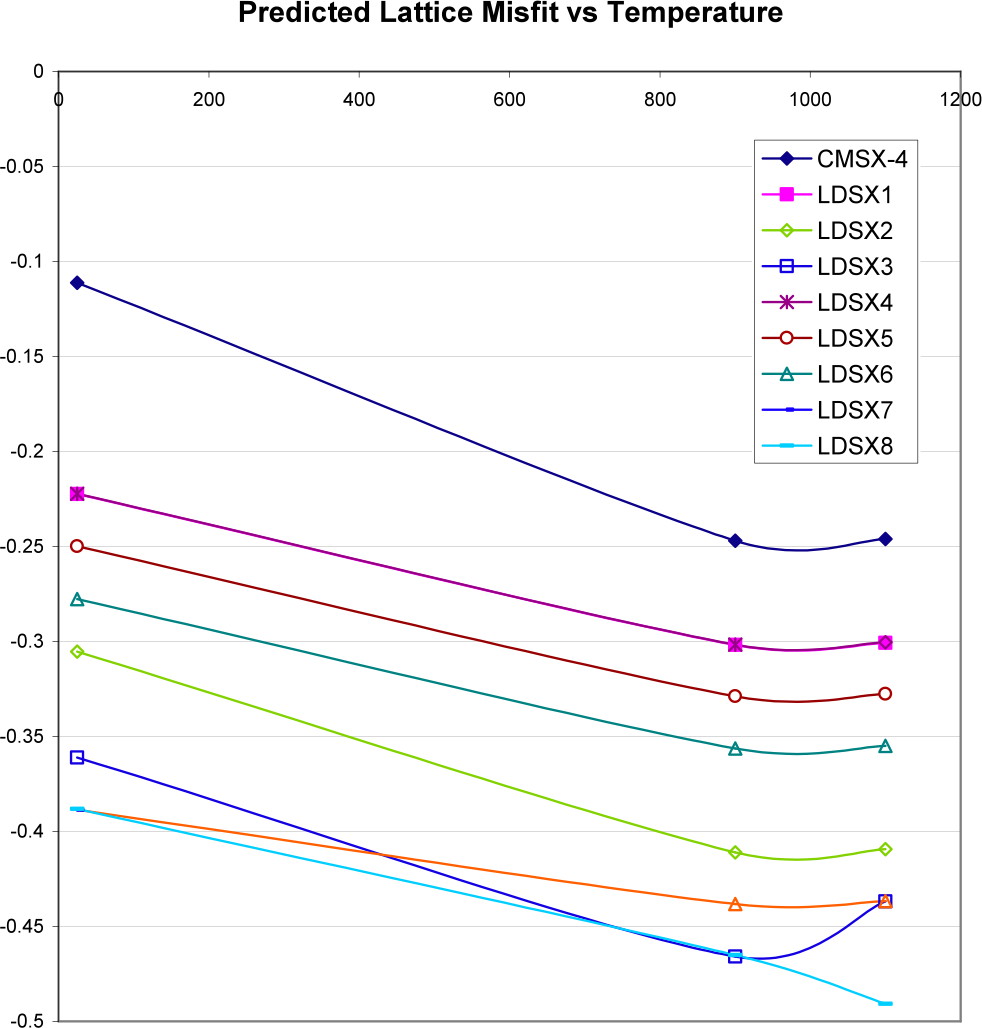 Predicted Lattice Misfit vs Temperature
0
0 200 400 600 800 1000 1200
-0.05
-0.1
-0.15
-0.2
-0.25
-0.3
-0.35
-0.4
-0.45
-0.5
CMSX-4
LDSX1
LDSX2
LDSX3
LDSX4
LDSX5
LDSX6
LDSX7
LDSX8